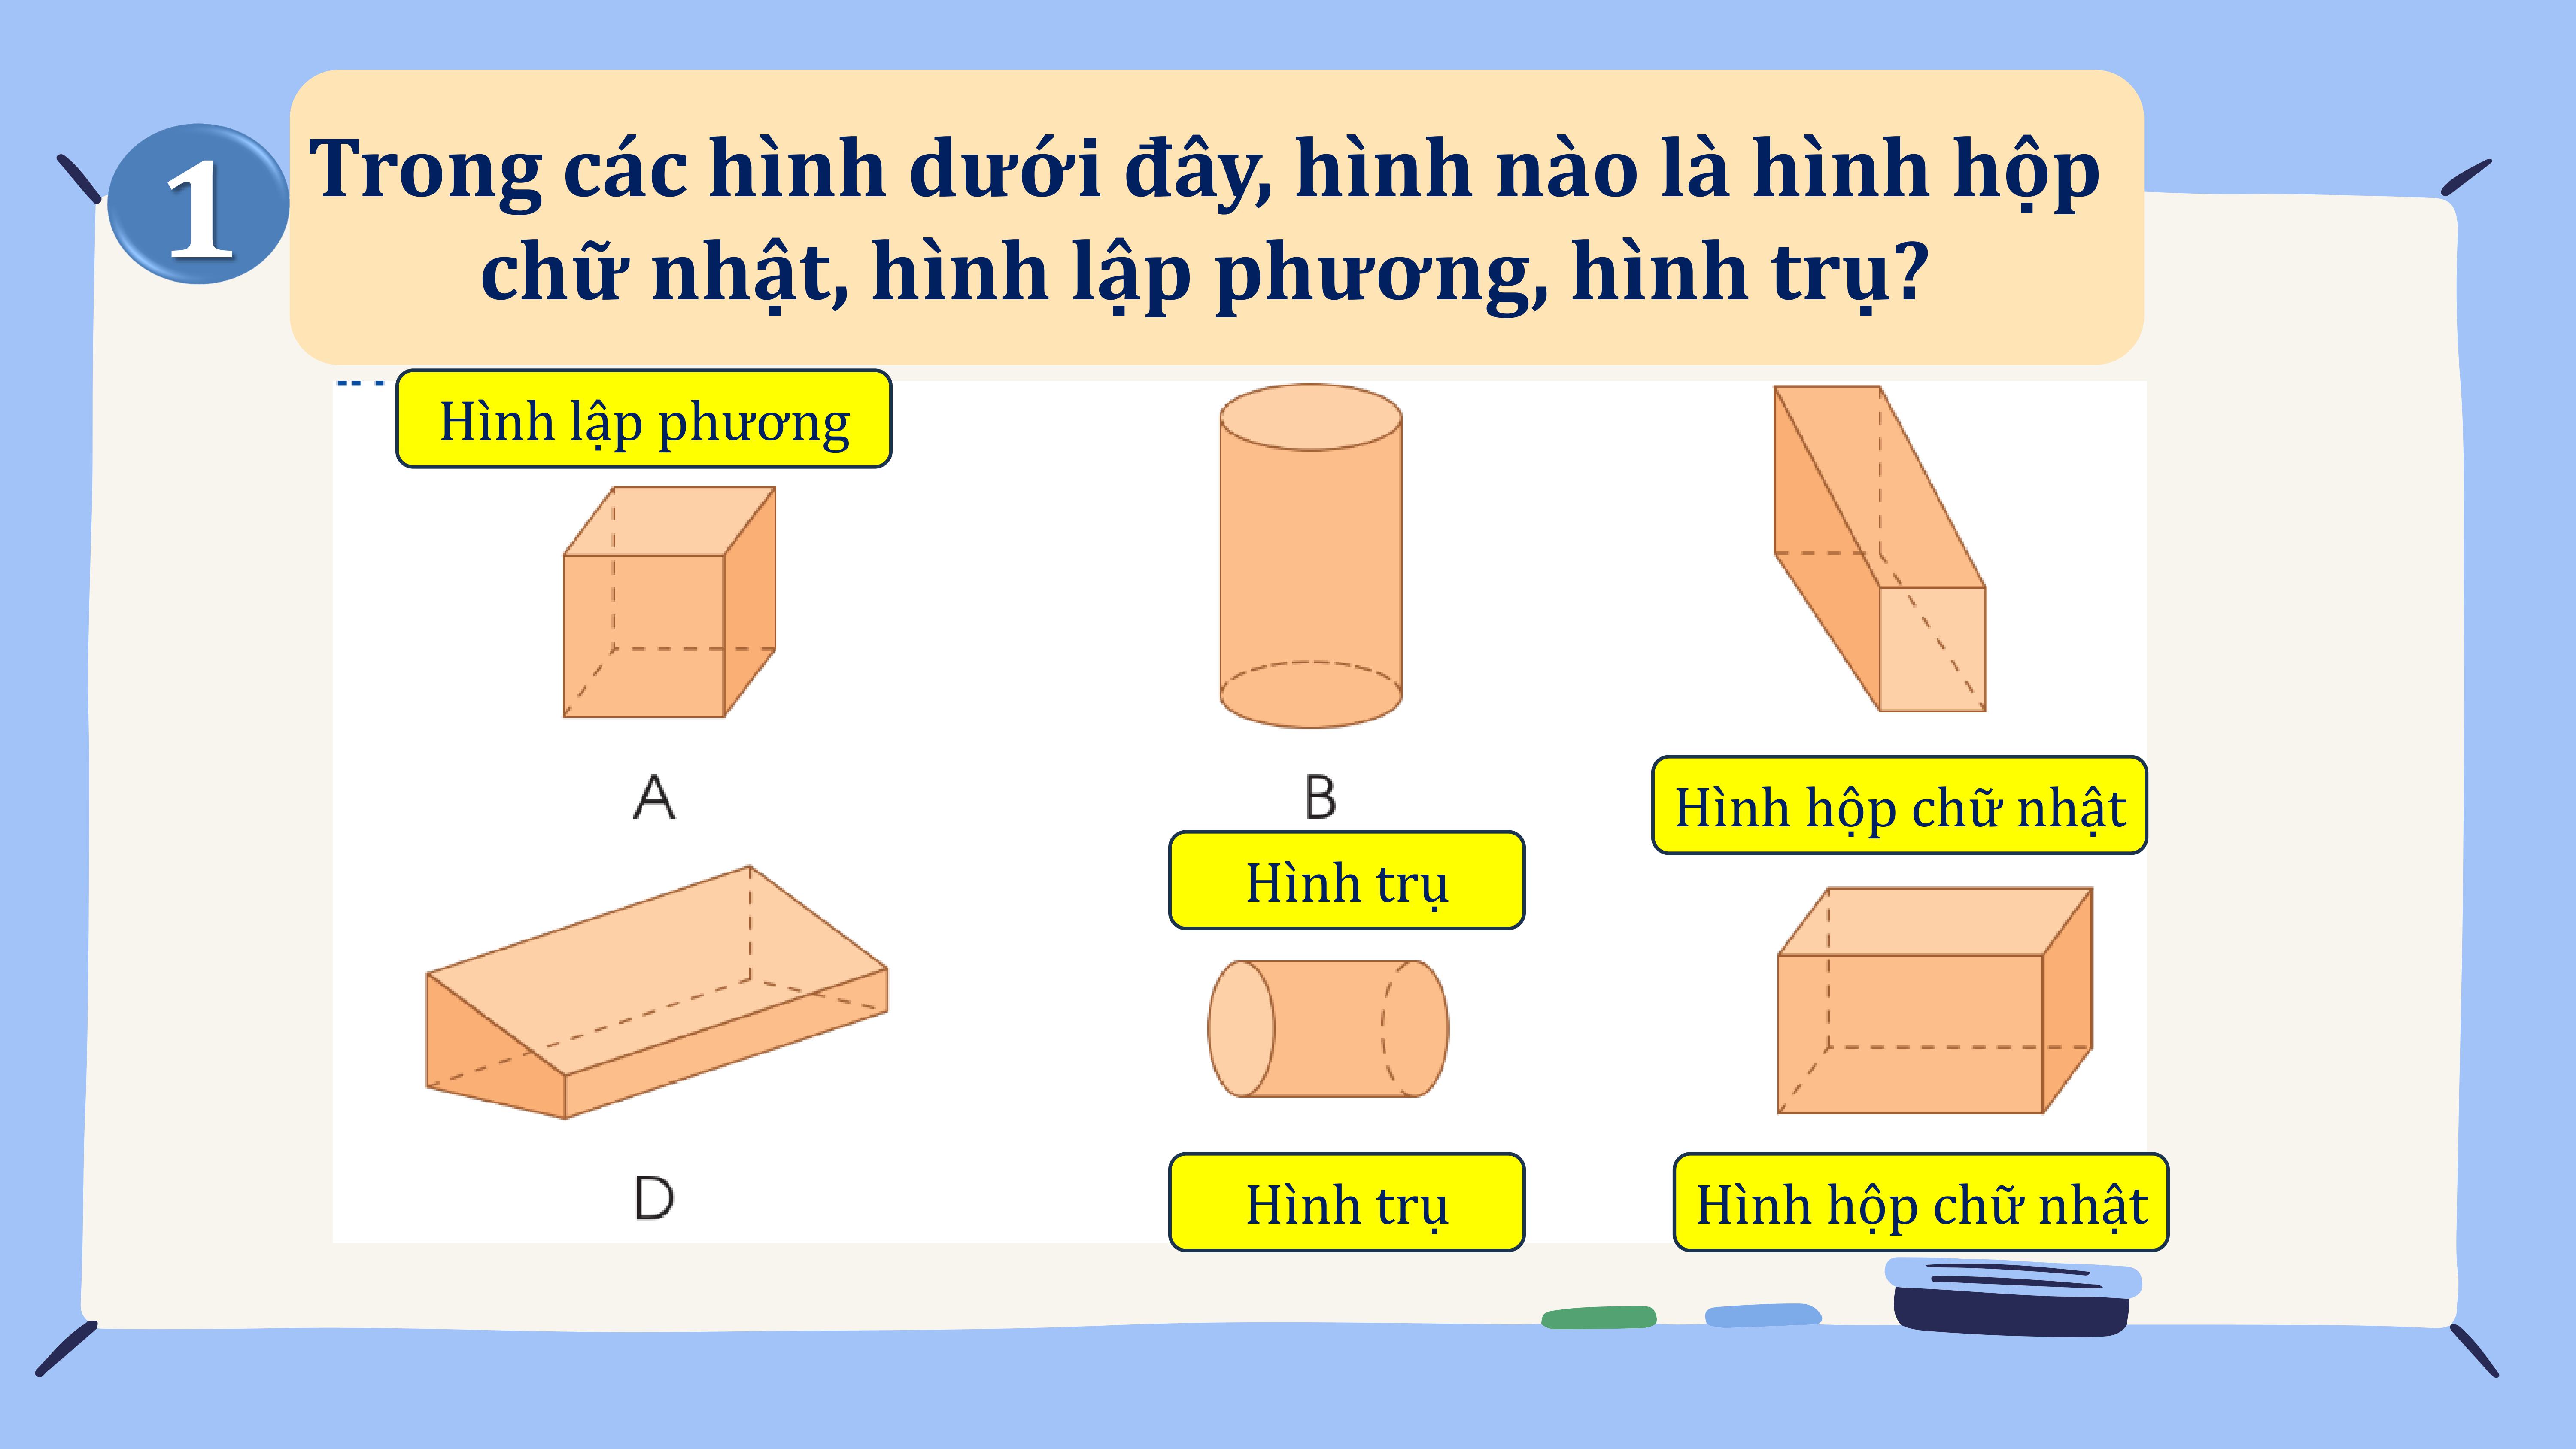 1
Trong các hình dưới đây, hình nào là hình hộp
chữ nhật, hình lập phương, hình trụ?
Hình lập phương
A
B
Hình hộp chữ nhật
Hình trụ
D
Hình trụ
Hình hộp chữ nhật